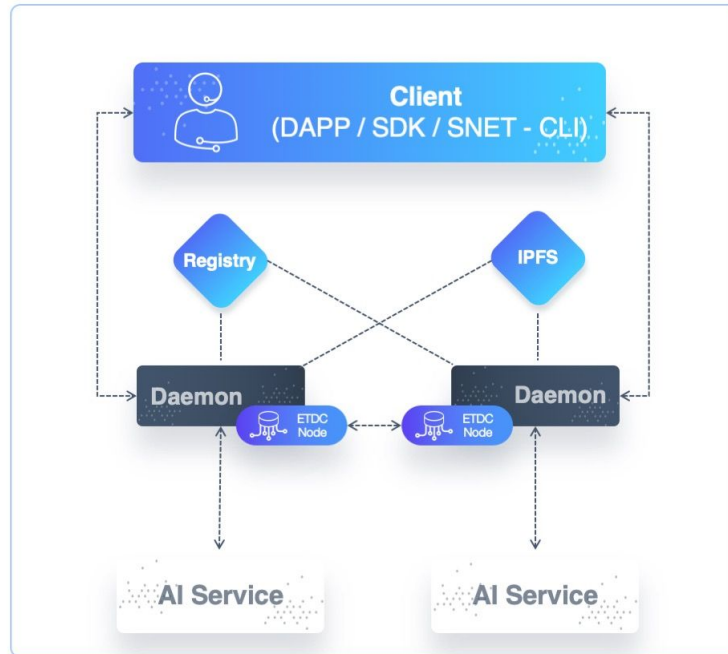 Client
(DAPP / SDK / SNET - CLI)
Registry
IPFS
Daemon
Daemon
ETDC
Node
ETDC
Node
AI Service
AI Service